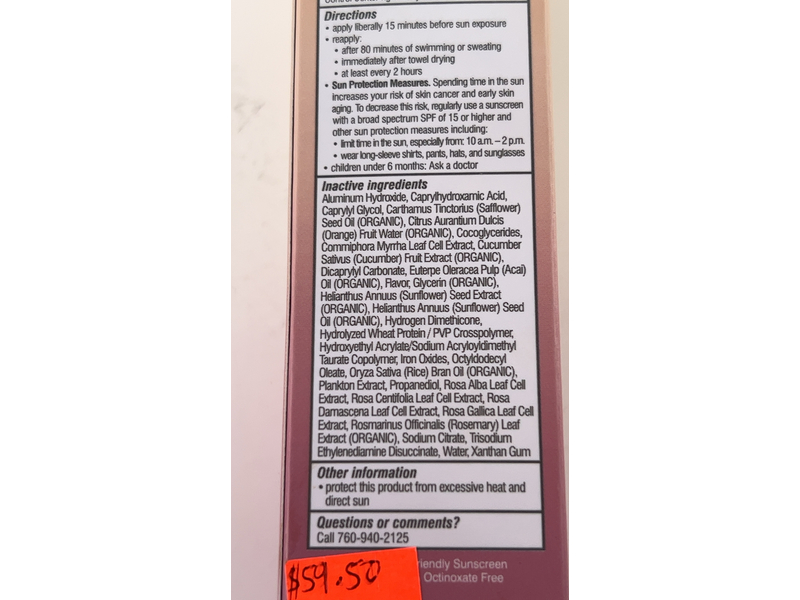 Directions
• apply liberally 15 minutes before sun exposure
• reapply:
• after 80 minutes of swimming or sweating
• immediately after towel drying
• at least every 2 hours
• Sun Protection Measures. Spending time in the sun
increases your risk of skin cancer and early skin
aging. To decrease this risk, regularly use a sunscreen
with a broad spectrum SPF of 15 or higher and
other sun protection measures including:
• limit time in the sun, especially from: 10 a.m. – 2 p.m.
• wear long-sleeve shirts, pants, hats, and sunglasses
• children under 6 months: Ask a doctor
Inactive ingredients
Aluminum Hydroxide, Caprylhydroxamic Acid,
Caprylyl Glycol, Carthamus Tinctorius (Safflower)
Seed Oil (ORGANIC), Citrus Aurantium Dulcis
(Orange) Fruit Water (ORGANIC), Cocoglycerides,
Commiphora Myrrha Leaf Cell Extract, Cucumber
Sativus (Cucumber) Fruit Extract (ORGANIC),
Dicaprylyl Carbonate, Euterpe Oleracea Pulp (Acai)
Oil (ORGANIC), Flavor, Glycerin (ORGANIC),
Helianthus Annuus (Sunflower) Seed Extract
(ORGANIC), Helianthus Annuus (Sunflower) Seed
Oil (ORGANIC), Hydrogen Dimethicone,
Hydrolyzed Wheat Protein / PVP Crosspolymer,
Hydroxyethyl Acrylate/Sodium Acryloyldimethyl
Taurate Copolymer, Iron Oxides, Octyldodecyl
Oleate, Oryza Sativa (Rice) Bran Oil (ORGANIC),
Plankton Extract, Propanediol, Rosa Alba Leaf Cell
Extract, Rosa Centifolia Leaf Cell Extract, Rosa
Damascena Leaf Cell Extract, Rosa Gallica Leaf Cell
Extract, Rosmarinus Officinalis (Rosemary) Leaf
Extract (ORGANIC), Sodium Citrate, Trisodium
Ethylenediamine Disuccinate, Water, Xanthan Gum
Other information
• protect this product from excessive heat and
direct sun
Questions or comments?
Call 760-940-2125
riendly Sunscreen
Octinoxate Free
$59.50